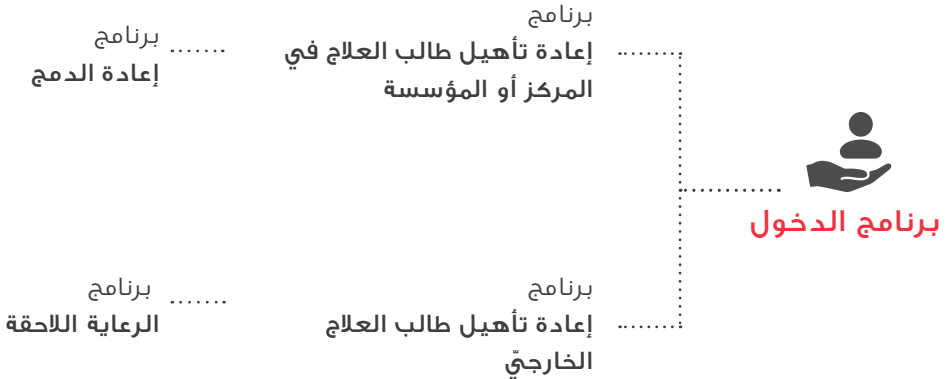 برنامج الدخول
برنامج
إعادة تأهيل طالب العلاج في
المركز أو المؤسسة
برنامج
إعادة الدمج
برنامج
إعادة تأهيل طالب العلاج
الخارجيّ
برنامج
الرعاية اللاحقة